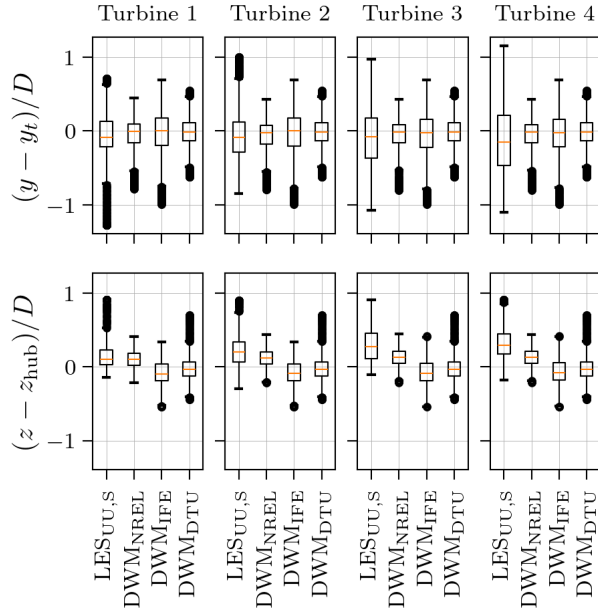 Turbine 1 Turbine 2 Turbine 3 Turbine 4
(y − y_t)/D
1
0
−1
(z − z_hub)/D
1
0
−1
LES_UU,S DWM_NREL DWM_IFE DWM_DTU LES_UU,S DWM_NREL DWM_IFE DWM_DTU LES_UU,S DWM_NREL DWM_IFE DWM_DTU LES_UU,S DWM_NREL DWM_IFE DWM_DTU